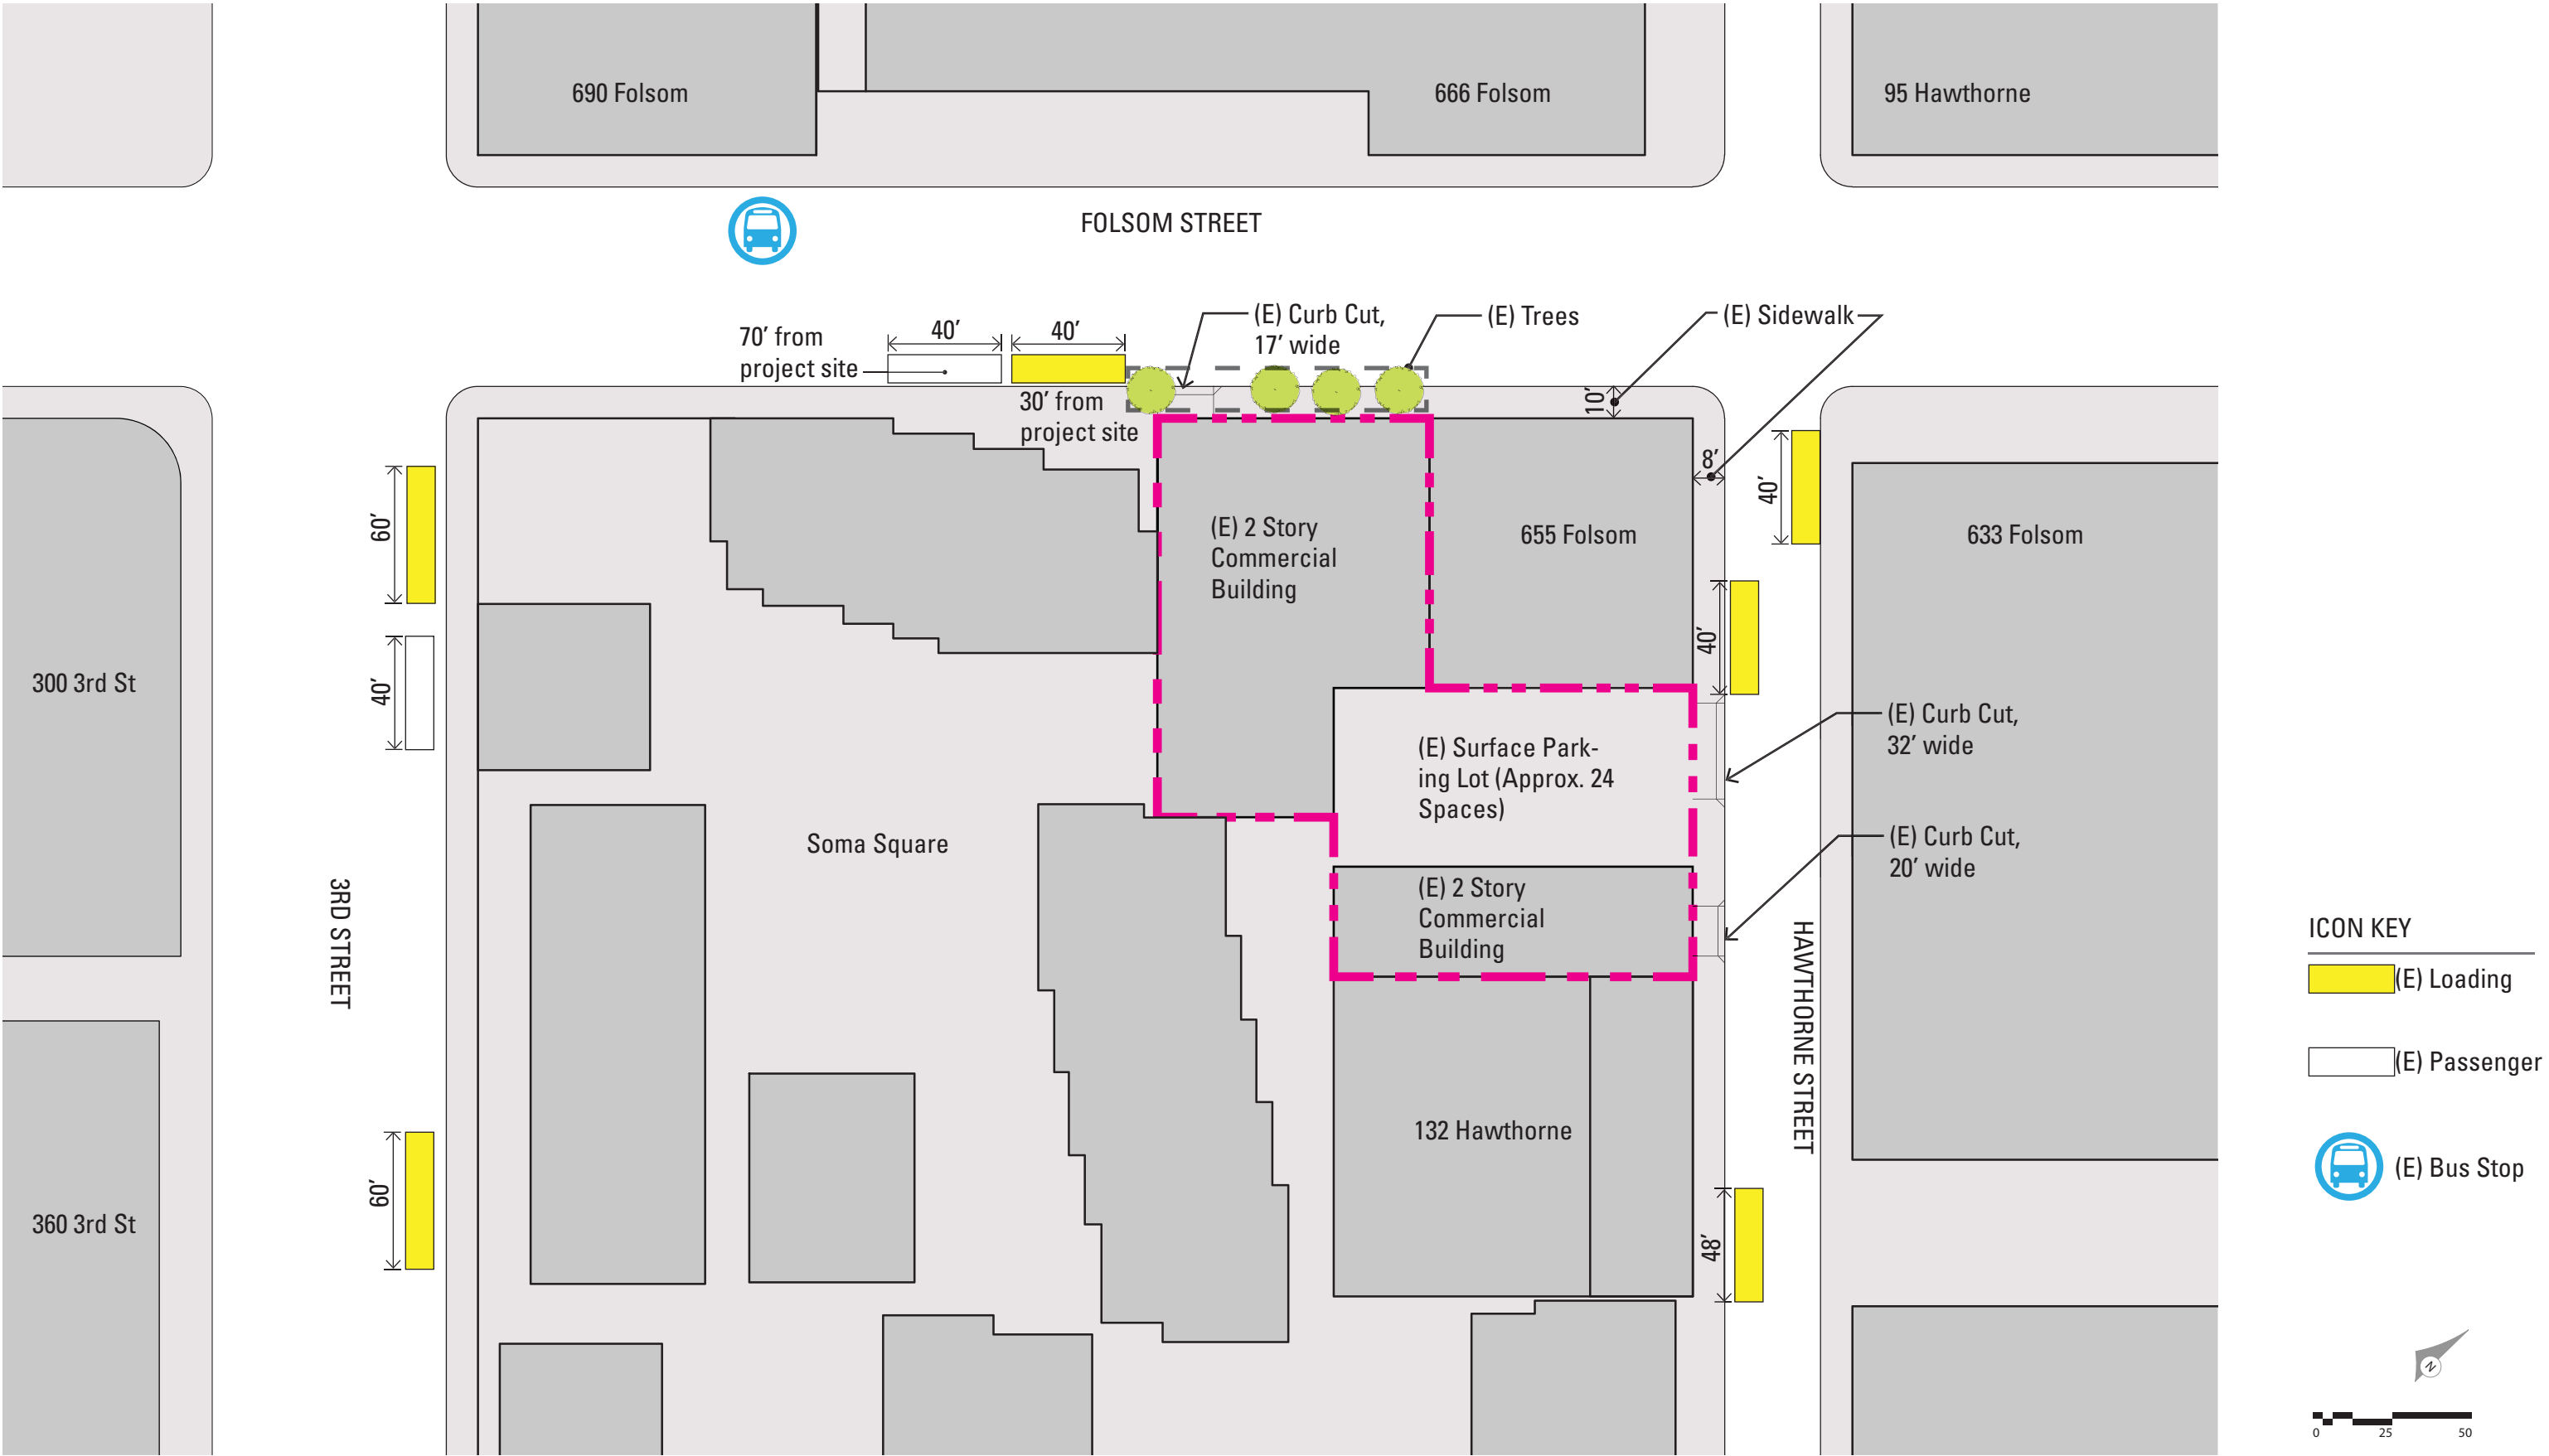 690 Folsom
666 Folsom
95 Hawthorne
FOLSOM STREET
70’ from
project site
40’
40’
(E) Curb Cut,
17’ wide
(E) Trees
(E) Sidewalk
30’ from
project site
10’
8’
60’
40’
(E) 2 Story
Commercial
Building
655 Folsom
40’
633 Folsom
300 3rd St
40’
(E) Surface Park-
ing Lot (Approx. 24
Spaces)
(E) Curb Cut,
32’ wide
Soma Square
(E) Curb Cut,
20’ wide
3RD STREET
(E) 2 Story
Commercial
Building
HAWTHORNE STREET
132 Hawthorne
360 3rd St
60’
48’
ICON KEY
(E) Loading
(E) Passenger
(E) Bus Stop
N
0 25 50